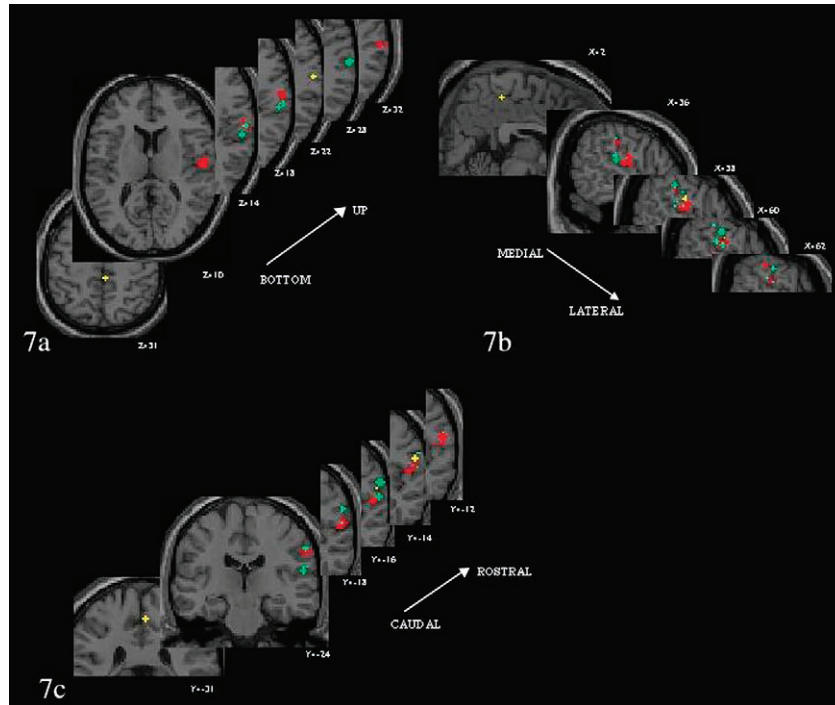 Z=32
Z=23
Z=22
Z=18
Z=14
UP
Z=10
BOTTOM
7a
Z=31
X=2
X=36
X=38
X=60
X=62
MEDIAL
LATERAL
7b
Y=-12
Y=-14
Y=-16
Y=-18
ROSTRAL
CAUDAL
Y=-24
7c
Y=-31